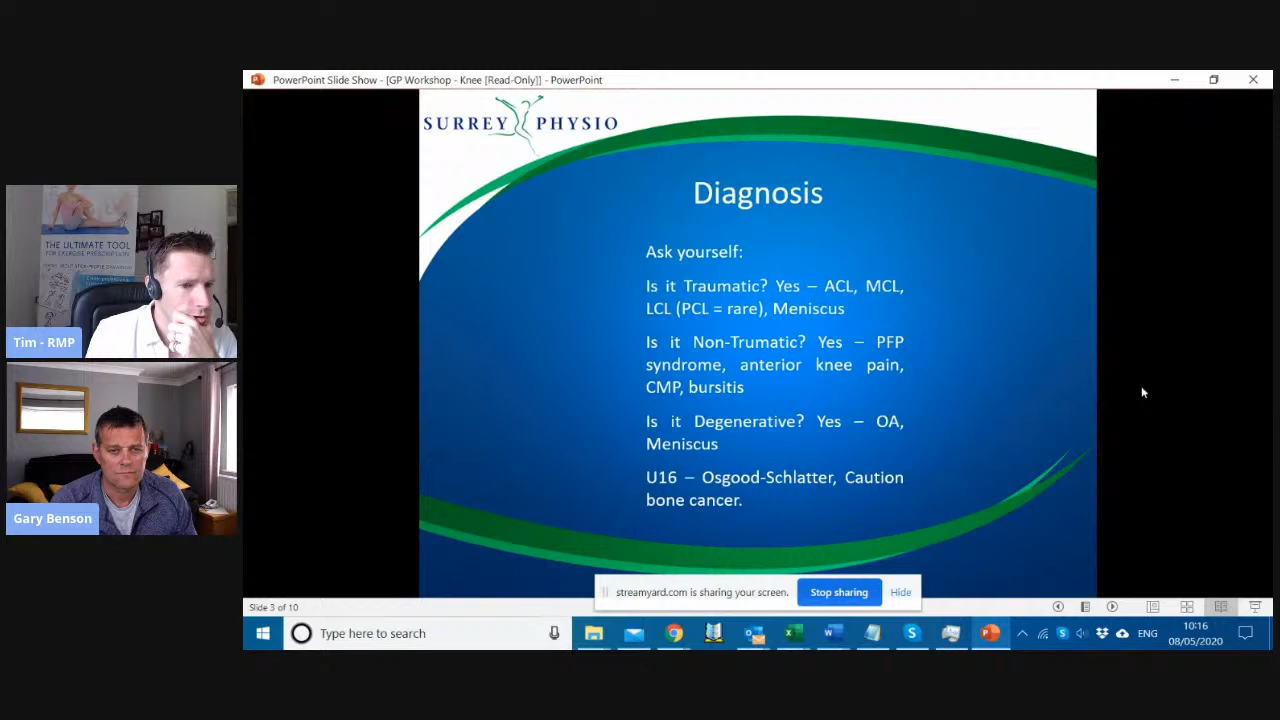 PowerPoint Slide Show - [GP Workshop - Knee [Read-Only]] - PowerPoint
SURREY PHYSIO
Diagnosis
Ask yourself:
Is it Traumatic? Yes – ACL, MCL,
LCL (PCL = rare), Meniscus
Is it Non-Trumatic? Yes – PFP
syndrome, anterior knee pain,
CMP, bursitis
Is it Degenerative? Yes – OA,
Meniscus
U16 – Osgood-Schlatter, Caution
bone cancer.
THE ULTIMATE TOOL
FOR EXERCISE PRESCRIPTION
Tim - RMP
Gary Benson
streamyard.com is sharing your screen.
Stop sharing
Hide
Slide 3 of 10
Type here to search
ENG
10:16
08/05/2020